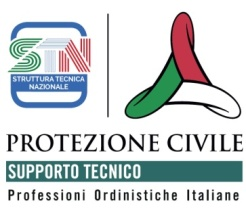 STN
STRUTTURA TECNICA
NAZIONALE
PROTEZIONE CIVILE
SUPPORTO TECNICO
Professioni Ordinistiche Italiane